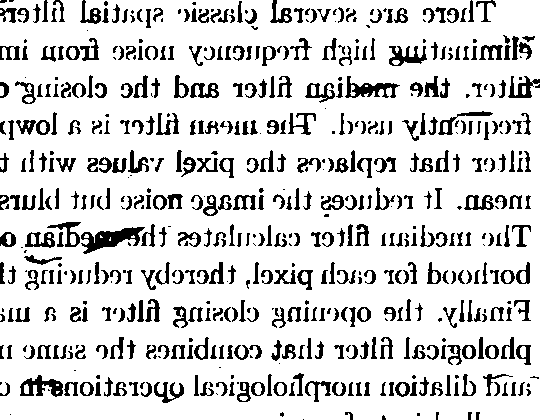 There are several classic spatial filters
eliminating high frequency noise from im
filter, the median filter and the closing o
frequently used. The mean filter is a lowp
filter that replaces the pixel values with t
mean. It reduces the image noise but blurs
The median filter calculates the median o
borhood for each pixel, thereby reducing th
Finally, the opening closing filter is a ma
phological filter that combines the same n
and dilation morphological operations in o